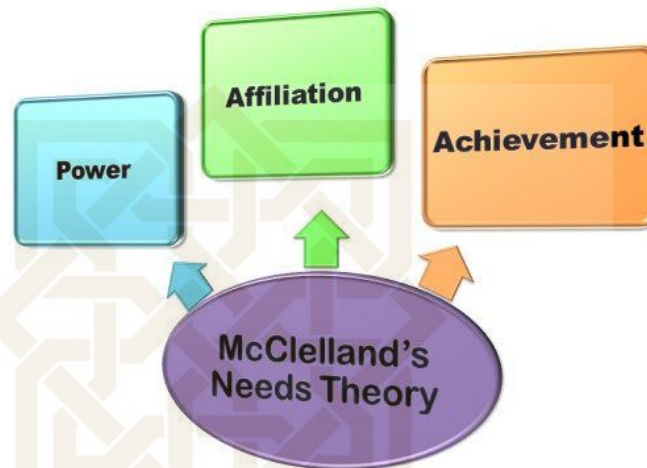 Affiliation
Achievement
Power
McClelland's
Needs Theory